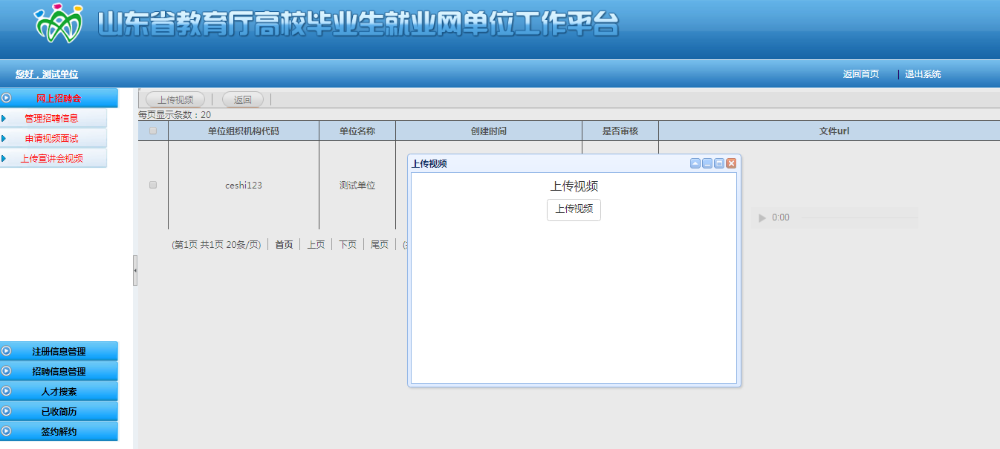 山东省教育厅高校毕业生就业网单位工作平台
您好，测试单位
返回首页 | 退出系统
网上招聘会
管理招聘信息
申请视频面试
上传宣讲会视频
注册信息管理
招聘信息管理
人才搜索
已收简历
签约解约
上传视频 | 返回 |
每页显示条数：20
单位组织机构代码 单位名称 创建时间 是否审核 文件url
ceshi123 测试单位
0:00
(第1页 共1页 20条/页) | 首页 | 上页 | 下页 | 尾页 | (
上传视频
上传视频
上传视频